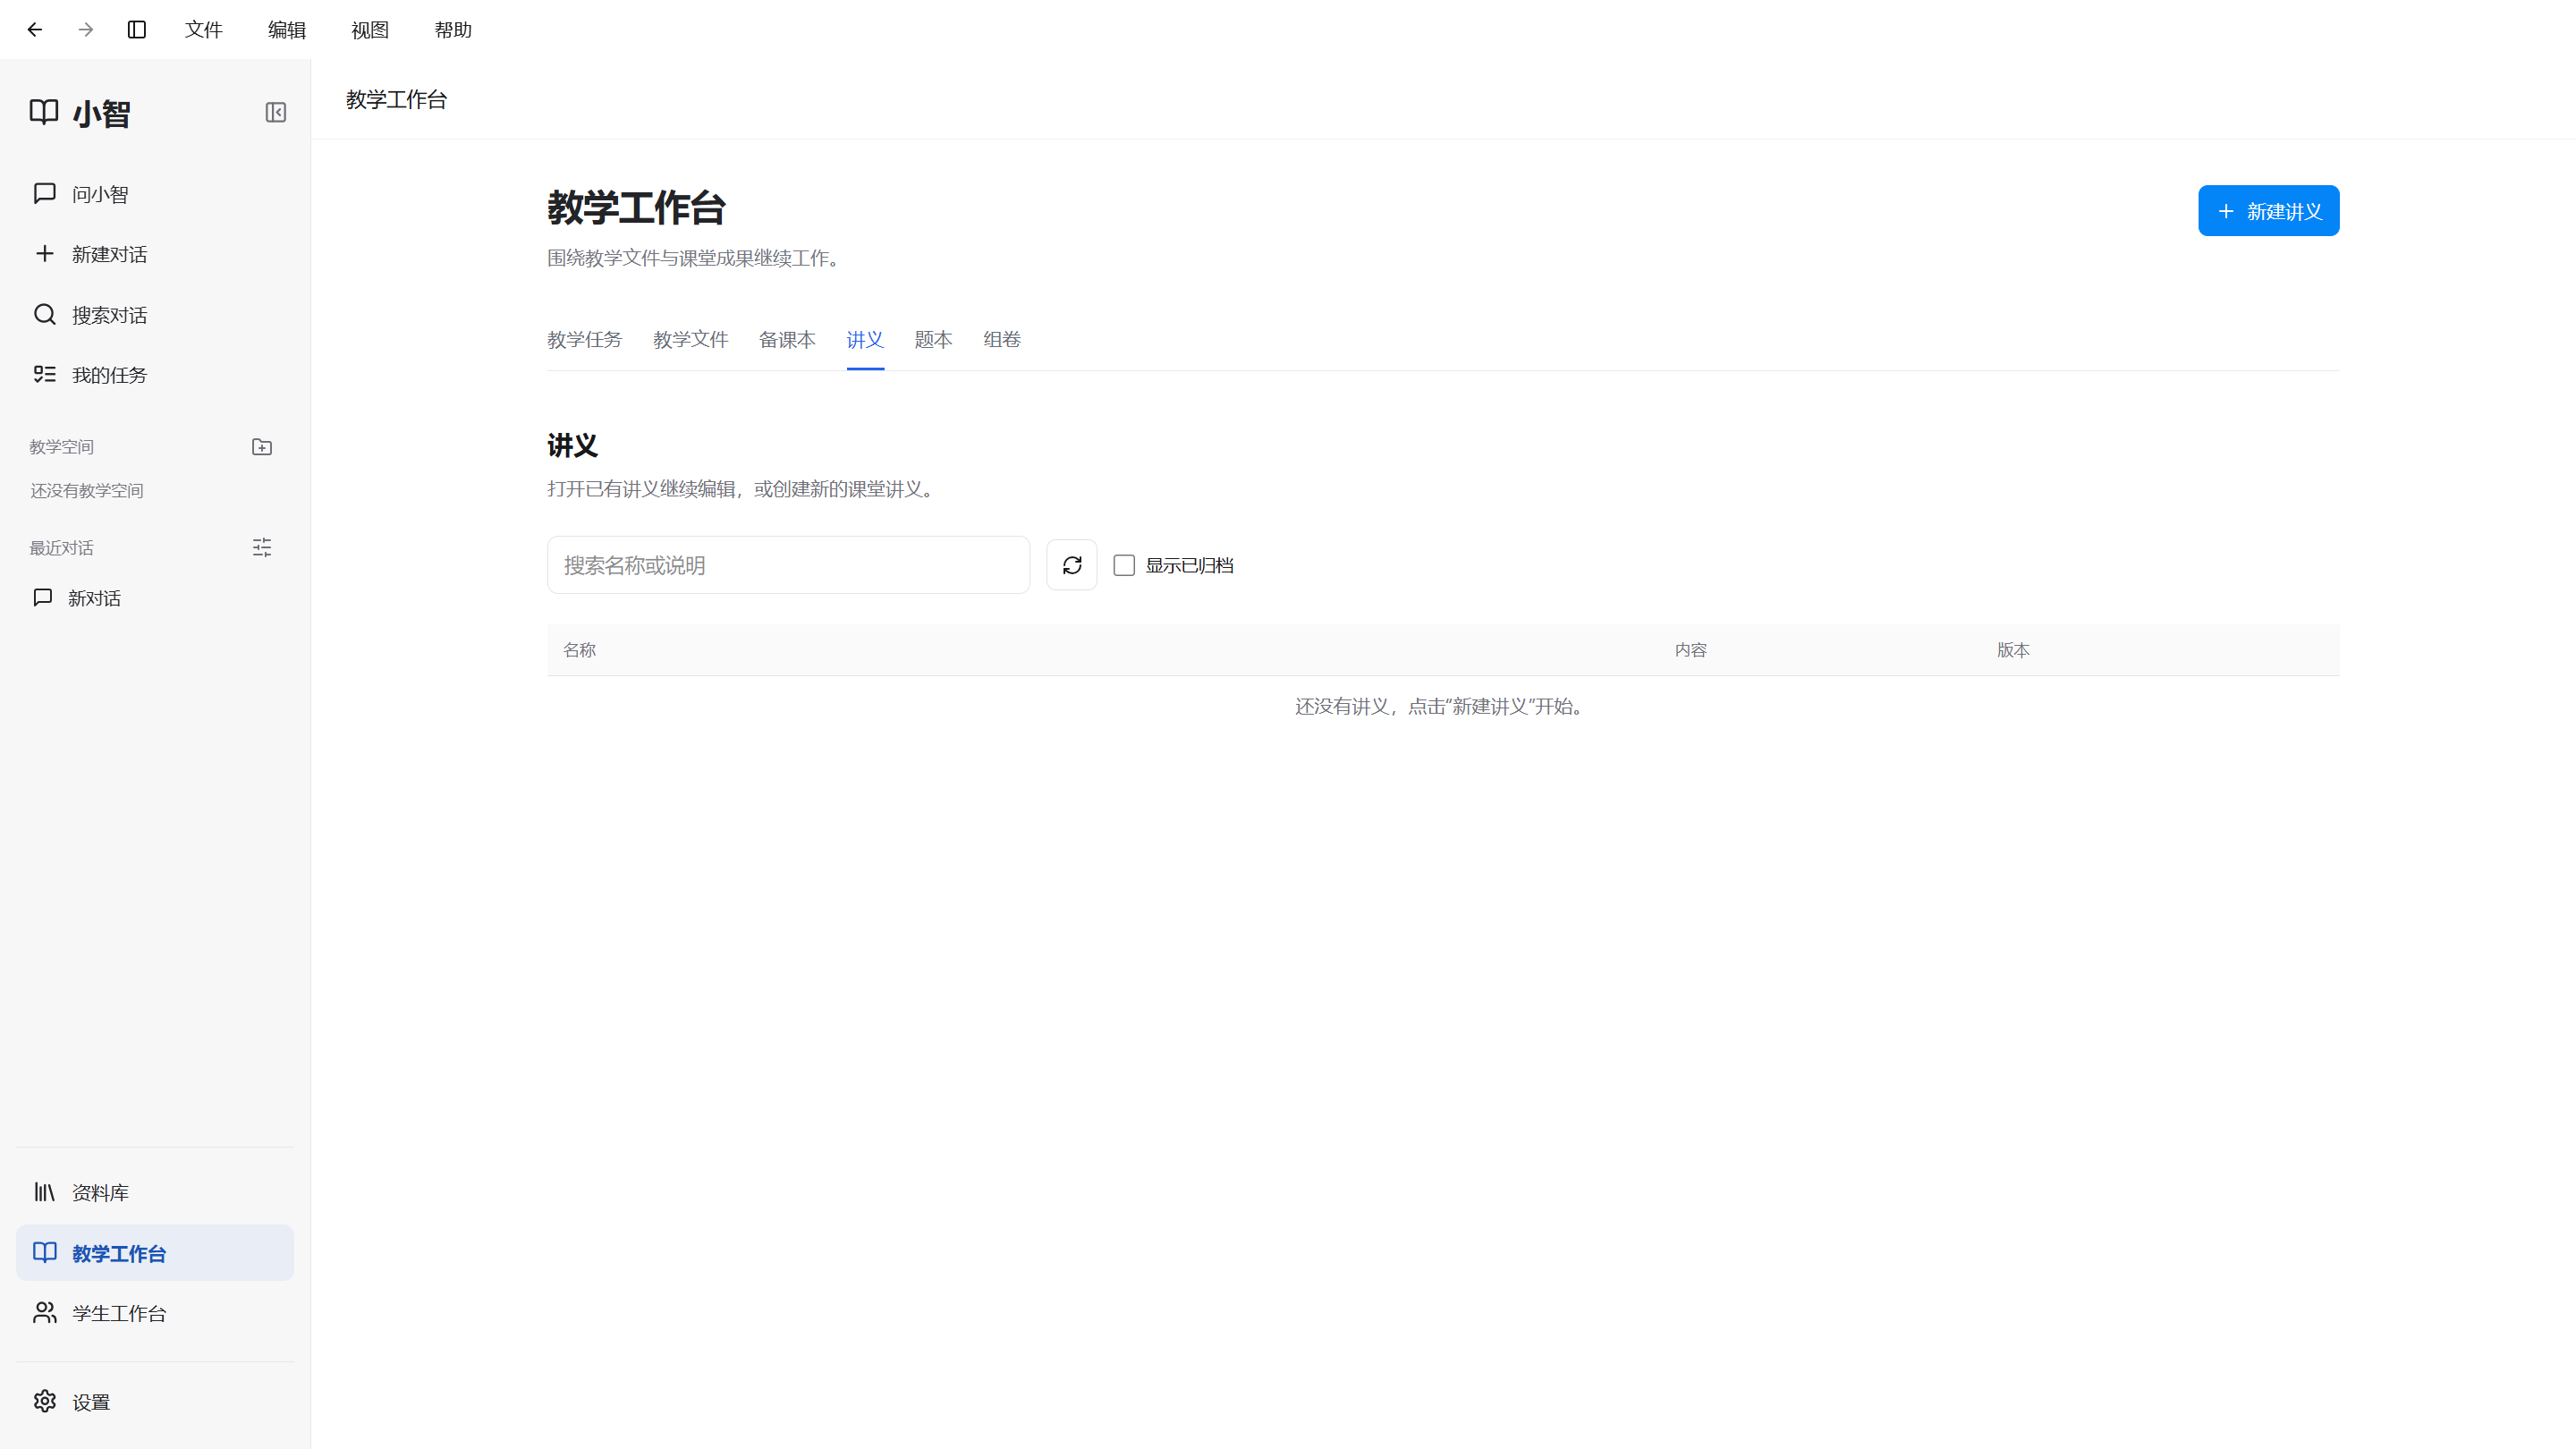 文件 编辑 视图 帮助
小智
问小智
新建对话
搜索对话
我的任务
教学空间
还没有教学空间
最近对话
新对话
资料库
教学工作台
学生工作台
设置
教学工作台
教学工作台
新建讲义
围绕教学文件与课堂成果继续工作。
教学任务 教学文件 备课本 讲义 题本 组卷
讲义
打开已有讲义继续编辑，或创建新的课堂讲义。
搜索名称或说明 显示已归档
名称 内容 版本
还没有讲义，点击“新建讲义”开始。